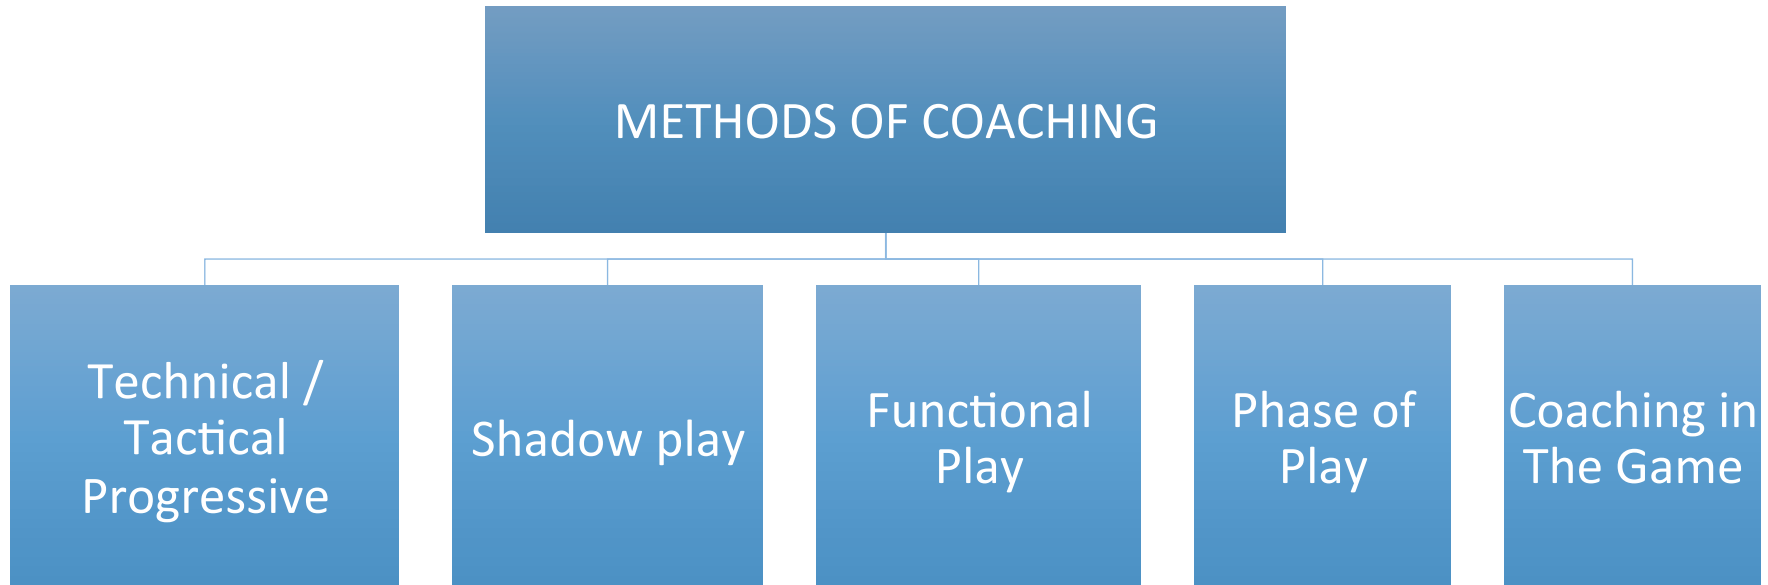 METHODS OF COACHING
Technical /
Tactical
Progressive
Shadow play
Functional
Play
Phase of
Play
Coaching in
The Game